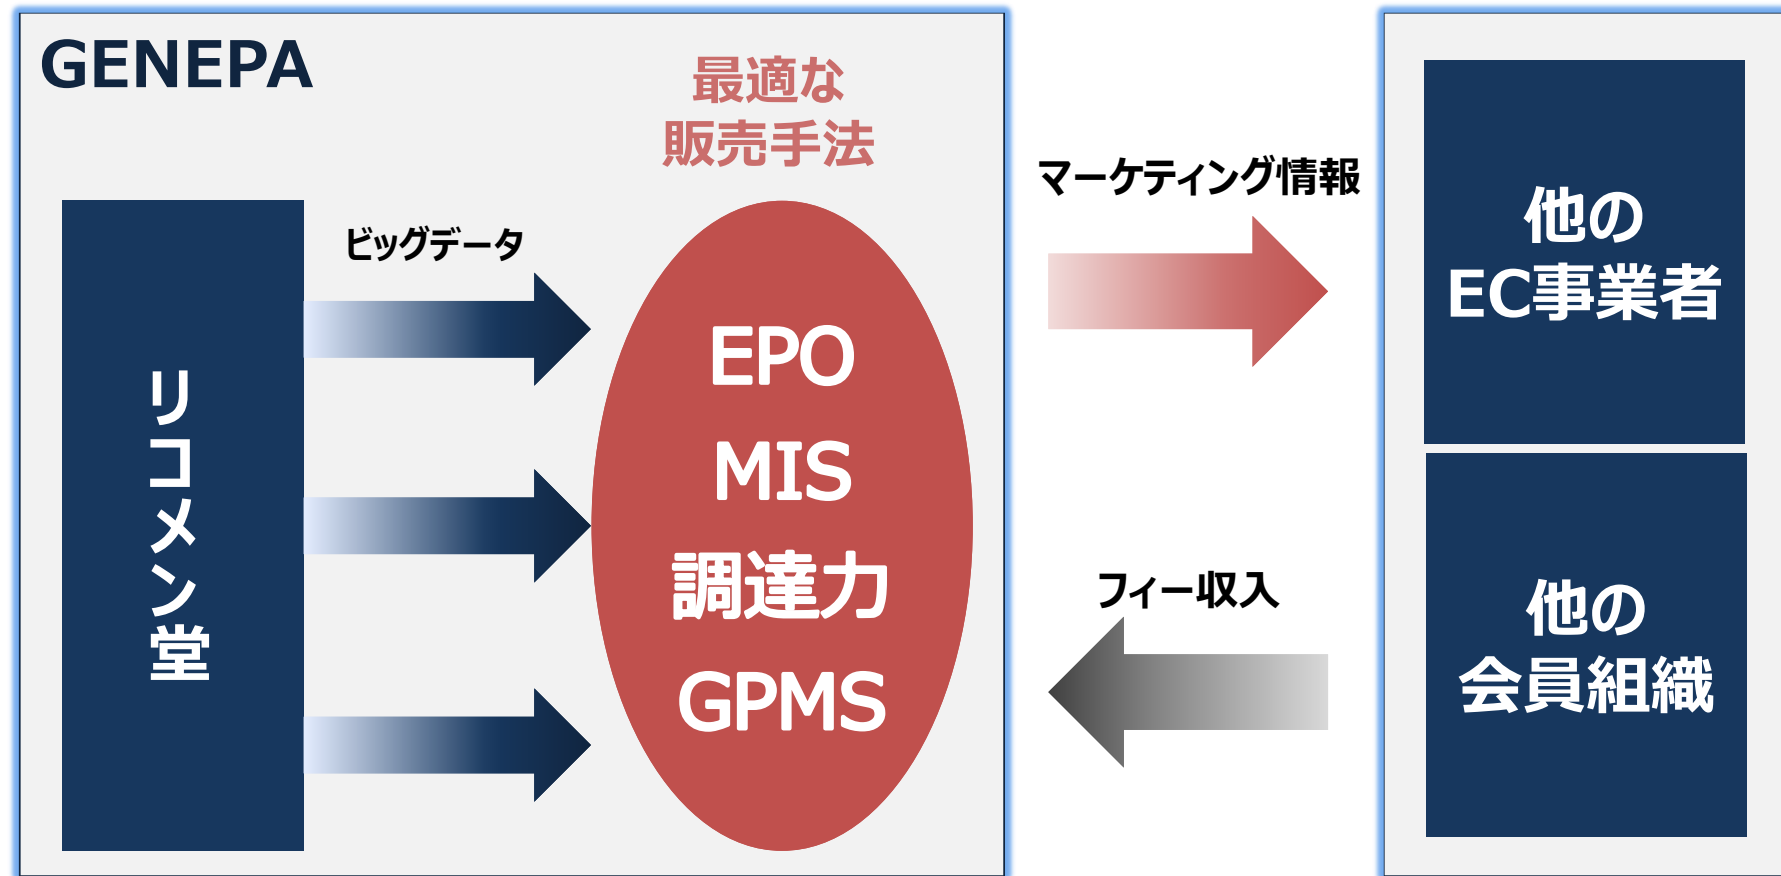 GENEPA
最適な
販売手法
リコメン堂
ビッグデータ
EPO
MIS
調達力
GPMS
マーケティング情報
フィー収入
他の
EC事業者
他の
会員組織